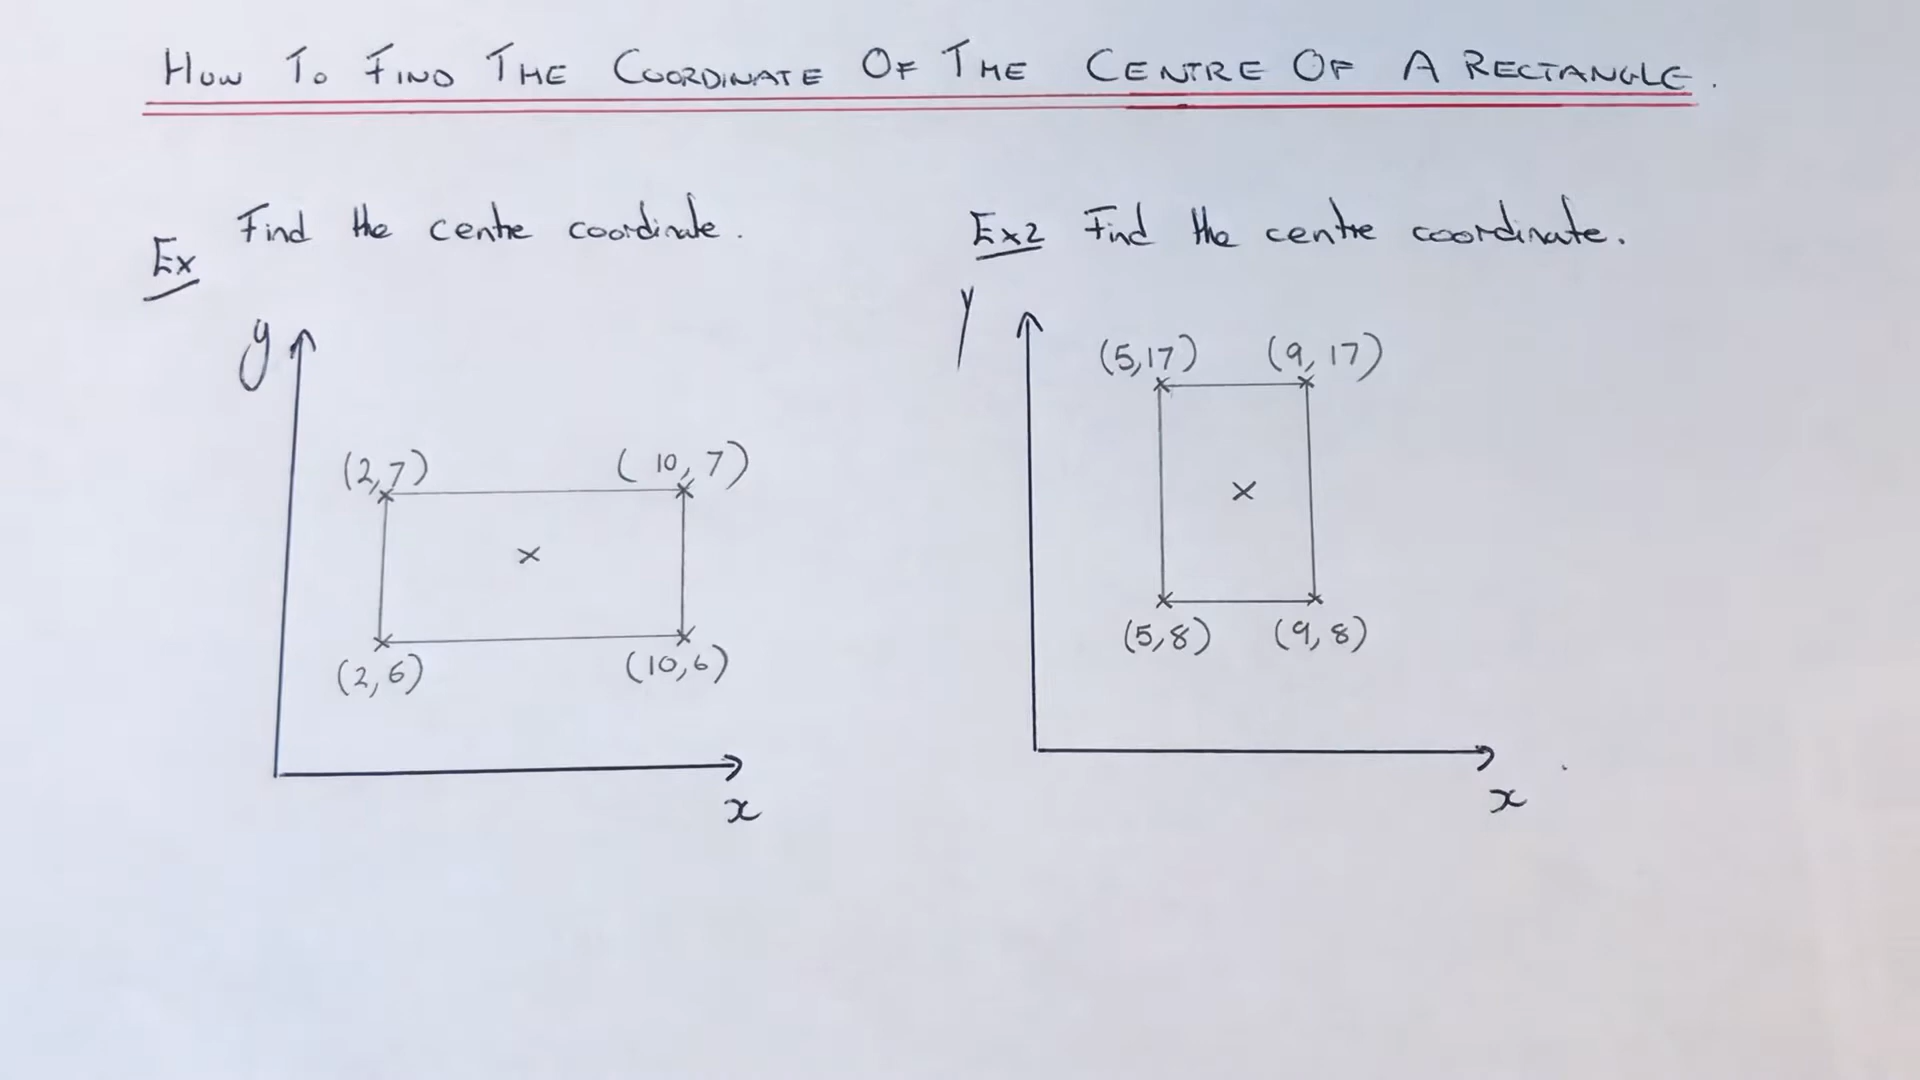 HOW TO FIND THE COORDINATE OF THE CENTRE OF A RECTANGLE.
Ex Find the centre coordinate.
y
(2,7) (10,7)
(2,6) (10,6)
x
Ex2 Find the centre coordinate.
y
(5,17) (9,17)
(5,8) (9,8)
x